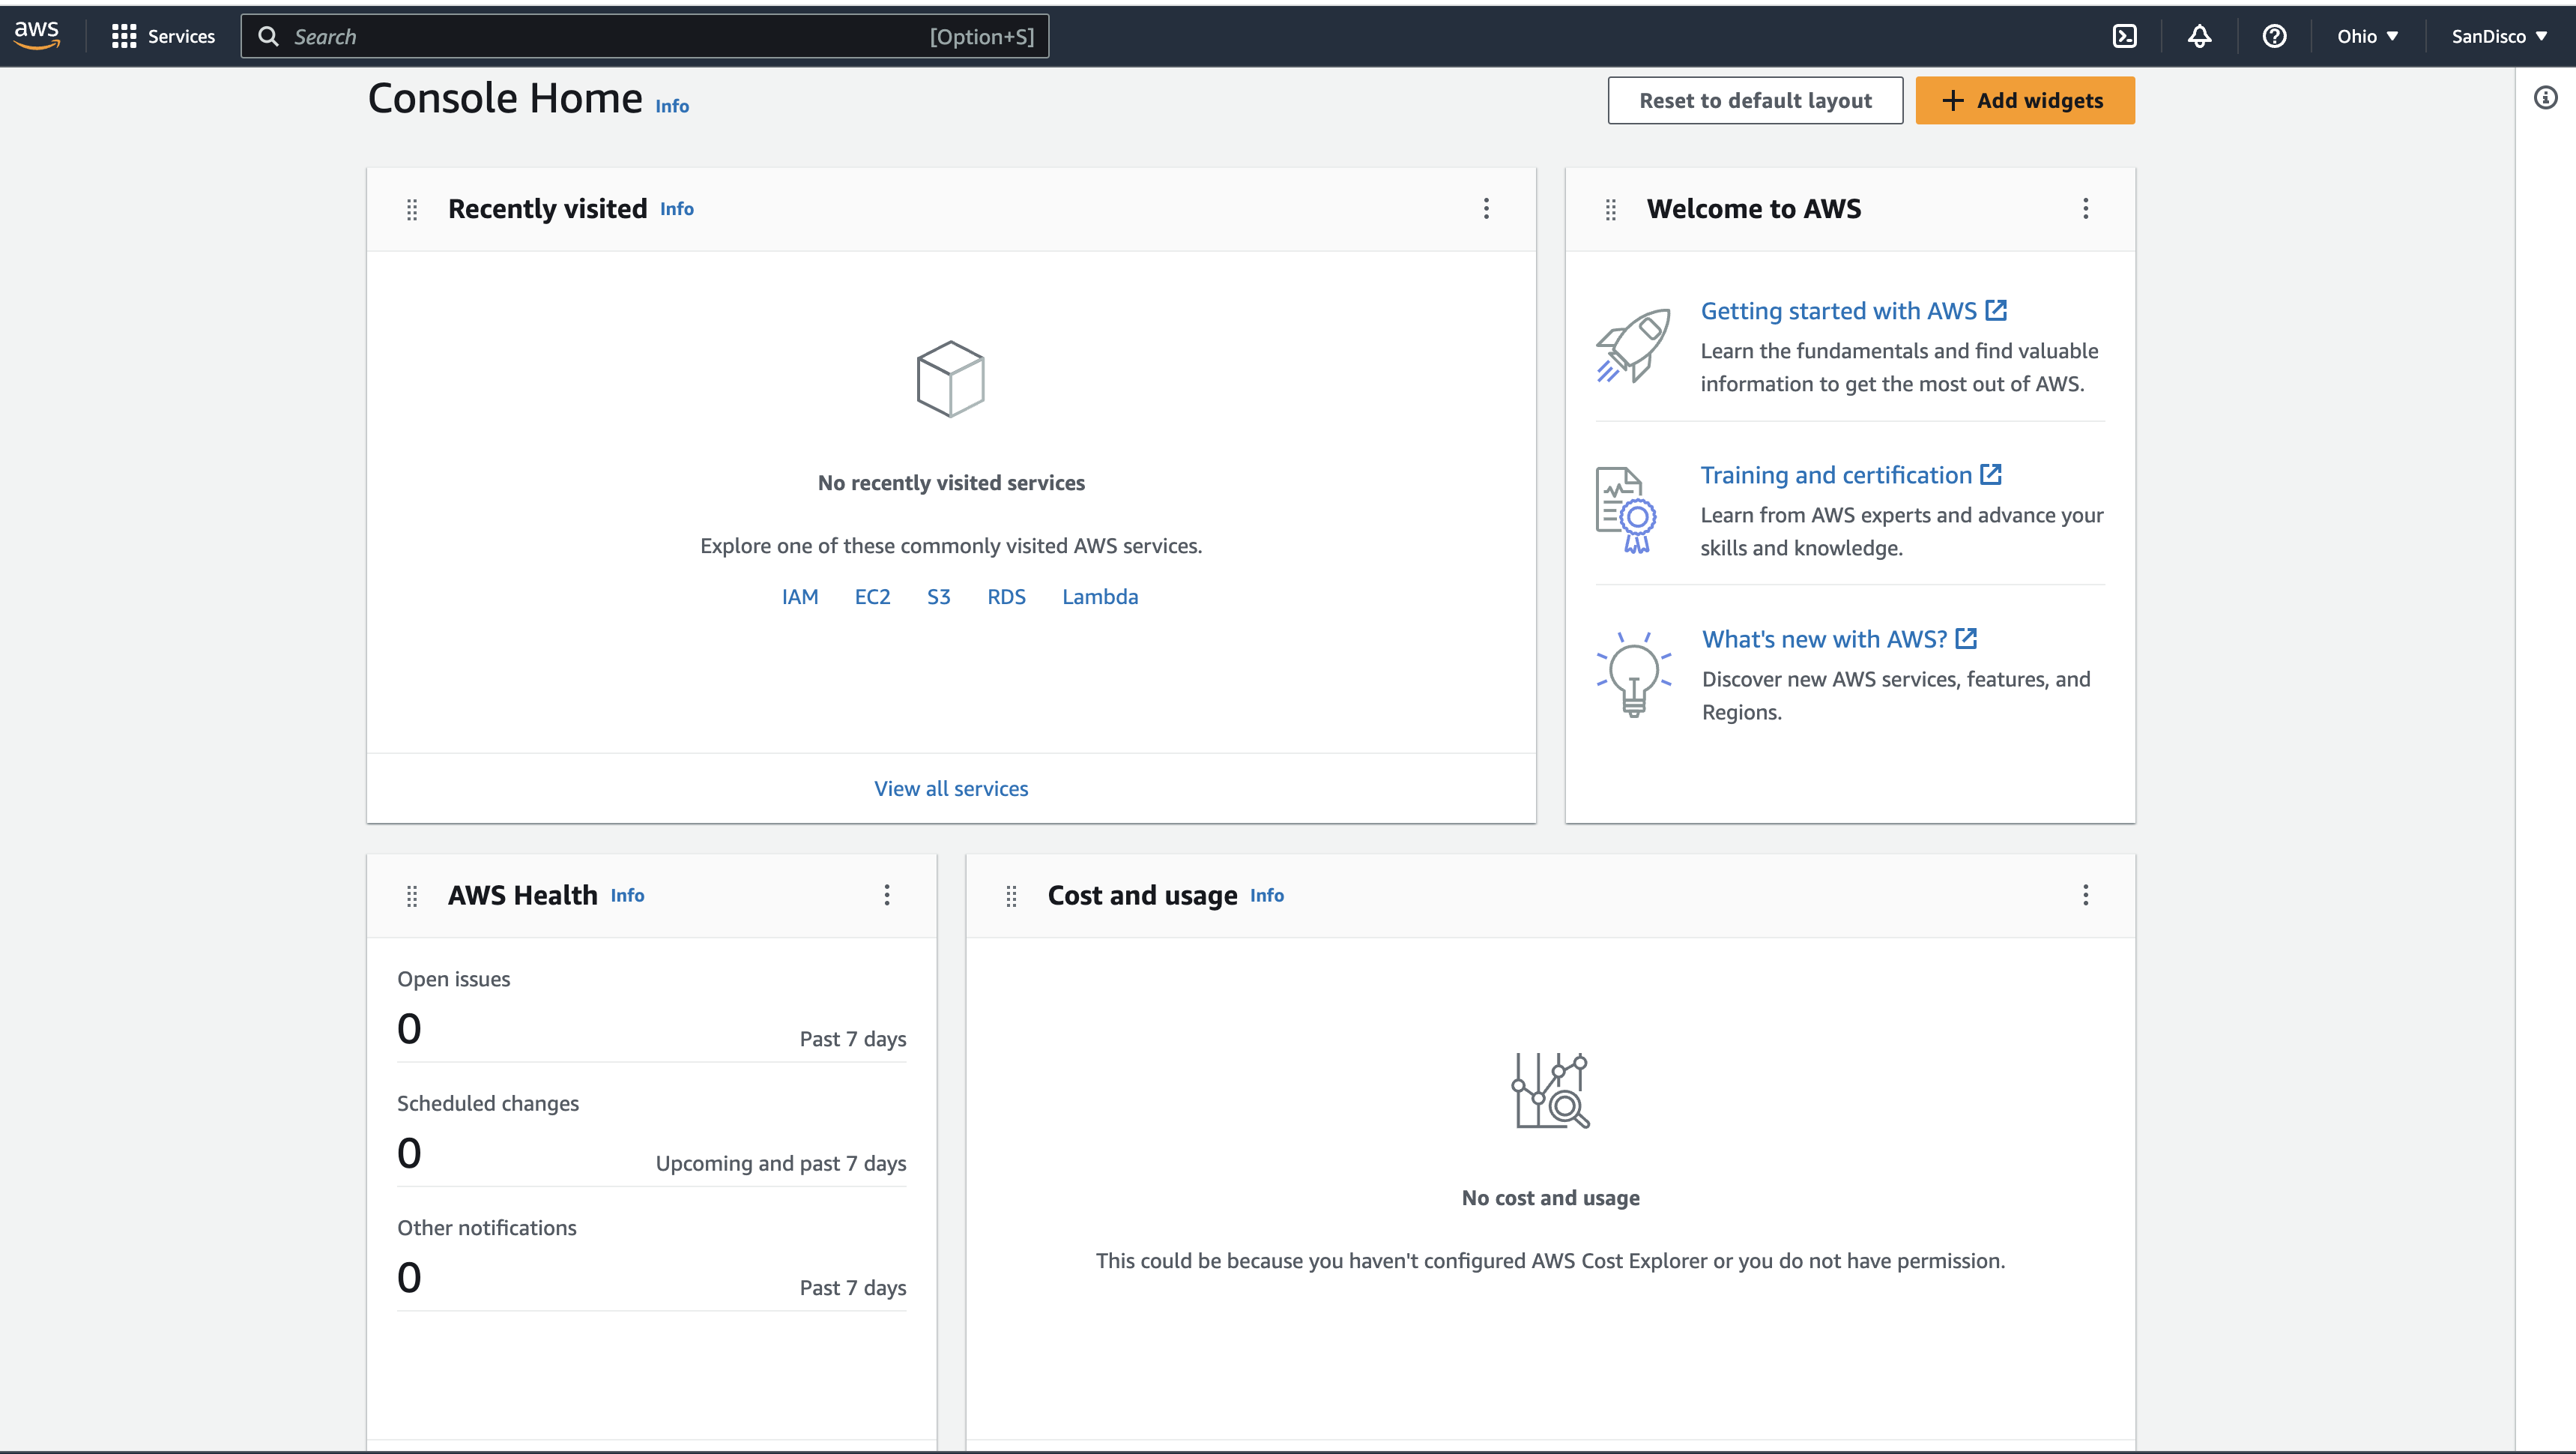 aws
Services
Search
[Option+S]
Ohio
SanDisco
Console Home Info
Reset to default layout
Add widgets
Recently visited Info
No recently visited services
Explore one of these commonly visited AWS services.
IAM EC2 S3 RDS Lambda
View all services
Welcome to AWS
Getting started with AWS
Learn the fundamentals and find valuable
information to get the most out of AWS.
Training and certification
Learn from AWS experts and advance your
skills and knowledge.
What's new with AWS?
Discover new AWS services, features, and
Regions.
AWS Health Info
Open issues
0
Past 7 days
Scheduled changes
0
Upcoming and past 7 days
Other notifications
0
Past 7 days
Cost and usage Info
No cost and usage
This could be because you haven't configured AWS Cost Explorer or you do not have permission.